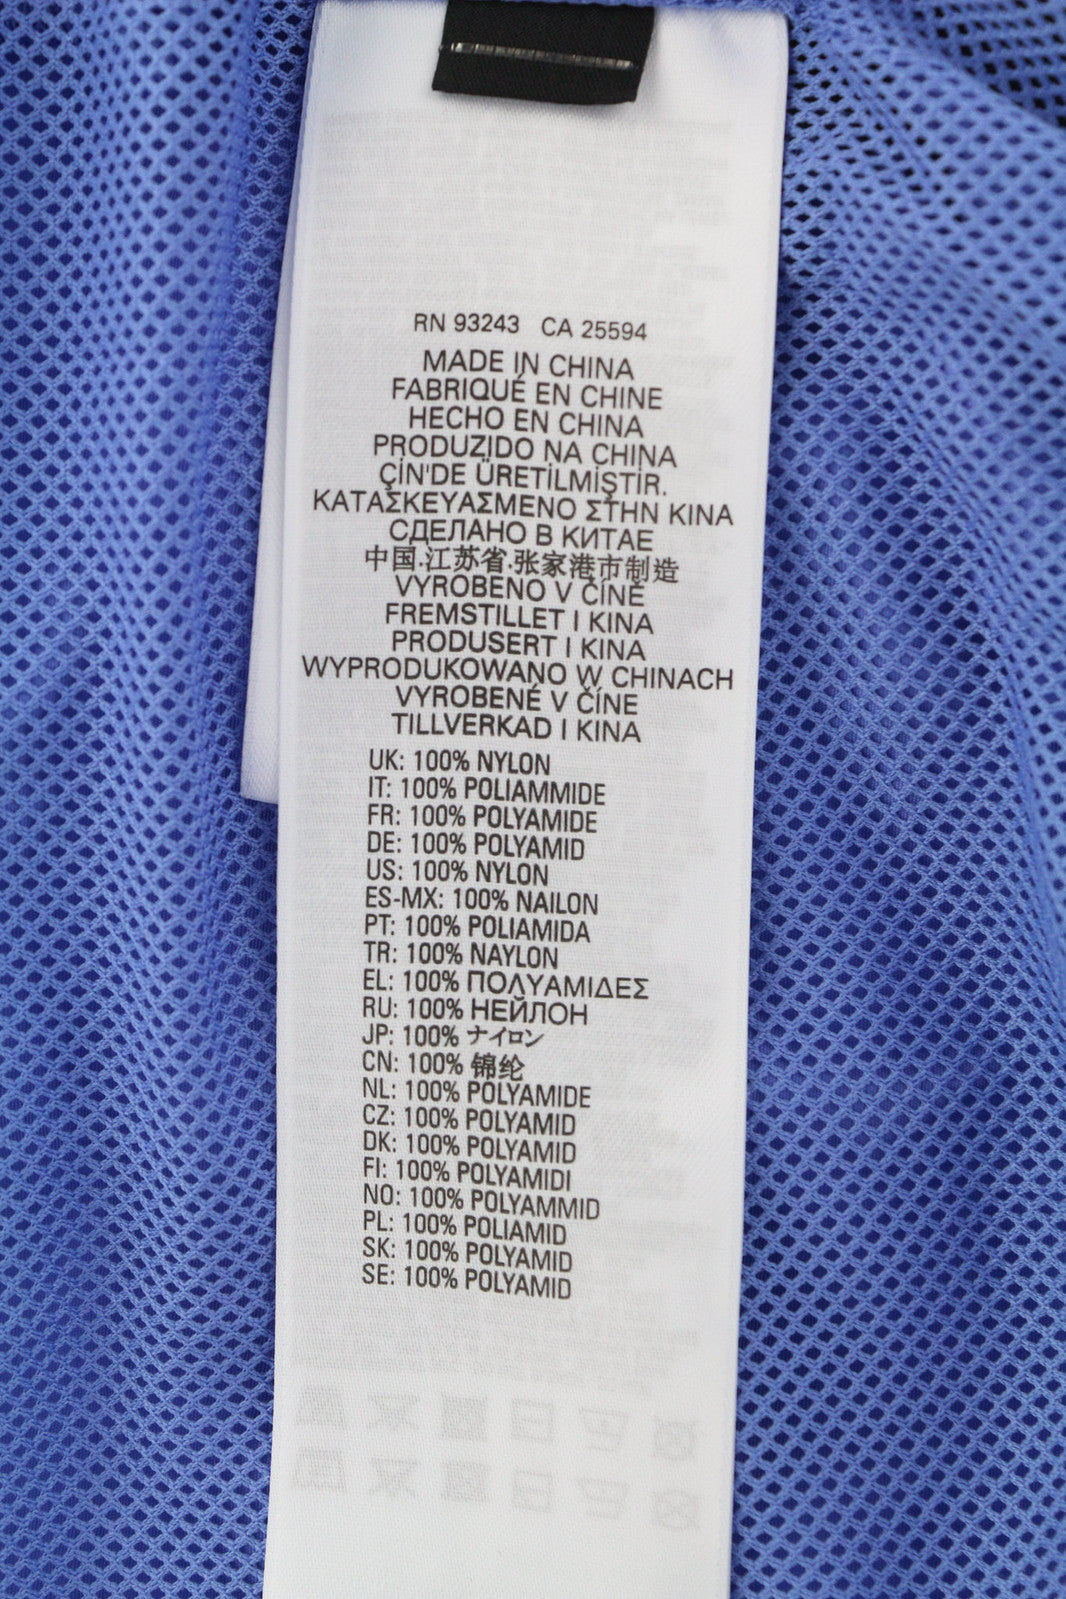 RN 93243 CA 25594
MADE IN CHINA
FABRIQUÉ EN CHINE
HECHO EN CHINA
PRODUZIDO NA CHINA
ÇİN'DE ÜRETİLMİŞTİR.
ΚΑΤΑΣΚΕΥΑΣΜΕΝΟ ΣΤΗΝ ΚΙΝΑ
СДЕЛАНО В КИТАЕ
中国.江苏省.张家港市制造
VYROBENO V ČÍNĚ
FREMSTILLET I KINA
PRODUSERT I KINA
WYPRODUKOWANO W CHINACH
VYROBENÉ V ČÍNE
TILLVERKAD I KINA
UK: 100% NYLON
IT: 100% POLIAMMIDE
FR: 100% POLYAMIDE
DE: 100% POLYAMID
US: 100% NYLON
ES-MX: 100% NAILON
PT: 100% POLIAMIDA
TR: 100% NAYLON
EL: 100% ΠΟΛΥΑΜΙΔΕΣ
RU: 100% НЕЙЛОН
JP: 100% ナイロン
CN: 100% 锦纶
NL: 100% POLYAMIDE
CZ: 100% POLYAMID
DK: 100% POLYAMID
FI: 100% POLYAMIDI
NO: 100% POLYAMMID
PL: 100% POLIAMID
SK: 100% POLYAMID
SE: 100% POLYAMID